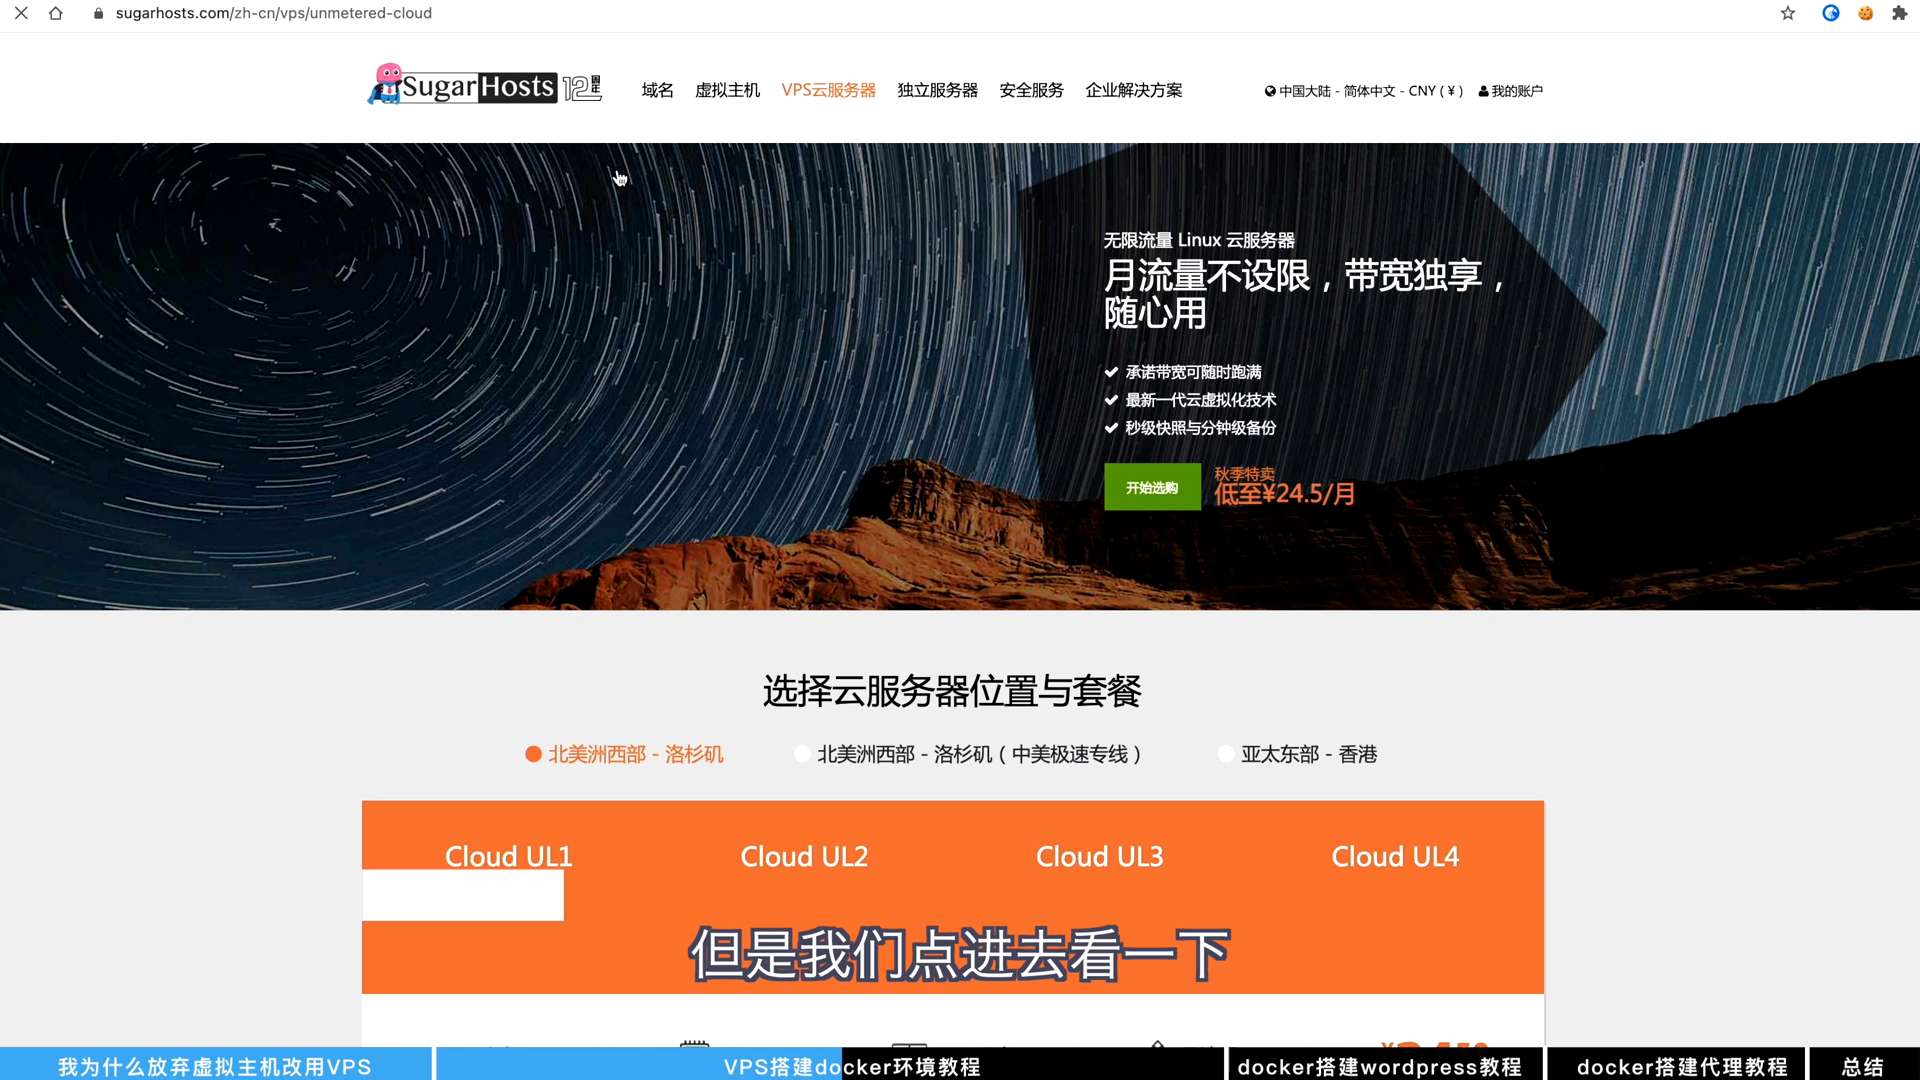 sugarhosts.com/zh-cn/vps/unmetered-cloud
SugarHosts 12周年
域名 虚拟主机 VPS云服务器 独立服务器 安全服务 企业解决方案
中国大陆 - 简体中文 - CNY ( ¥ ) 我的账户
无限流量 Linux 云服务器
月流量不设限，带宽独享，
随心用
承诺带宽可随时跑满
最新一代云虚拟化技术
秒级快照与分钟级备份
开始选购
秋季特卖
低至¥24.5/月
选择云服务器位置与套餐
北美洲西部 - 洛杉矶
北美洲西部 - 洛杉矶 ( 中美极速专线 )
亚太东部 - 香港
Cloud UL1 Cloud UL2 Cloud UL3 Cloud UL4
但是我们点进去看一下
我为什么放弃虚拟主机改用VPS
VPS搭建docker环境教程
docker搭建wordpress教程
docker搭建代理教程
总结